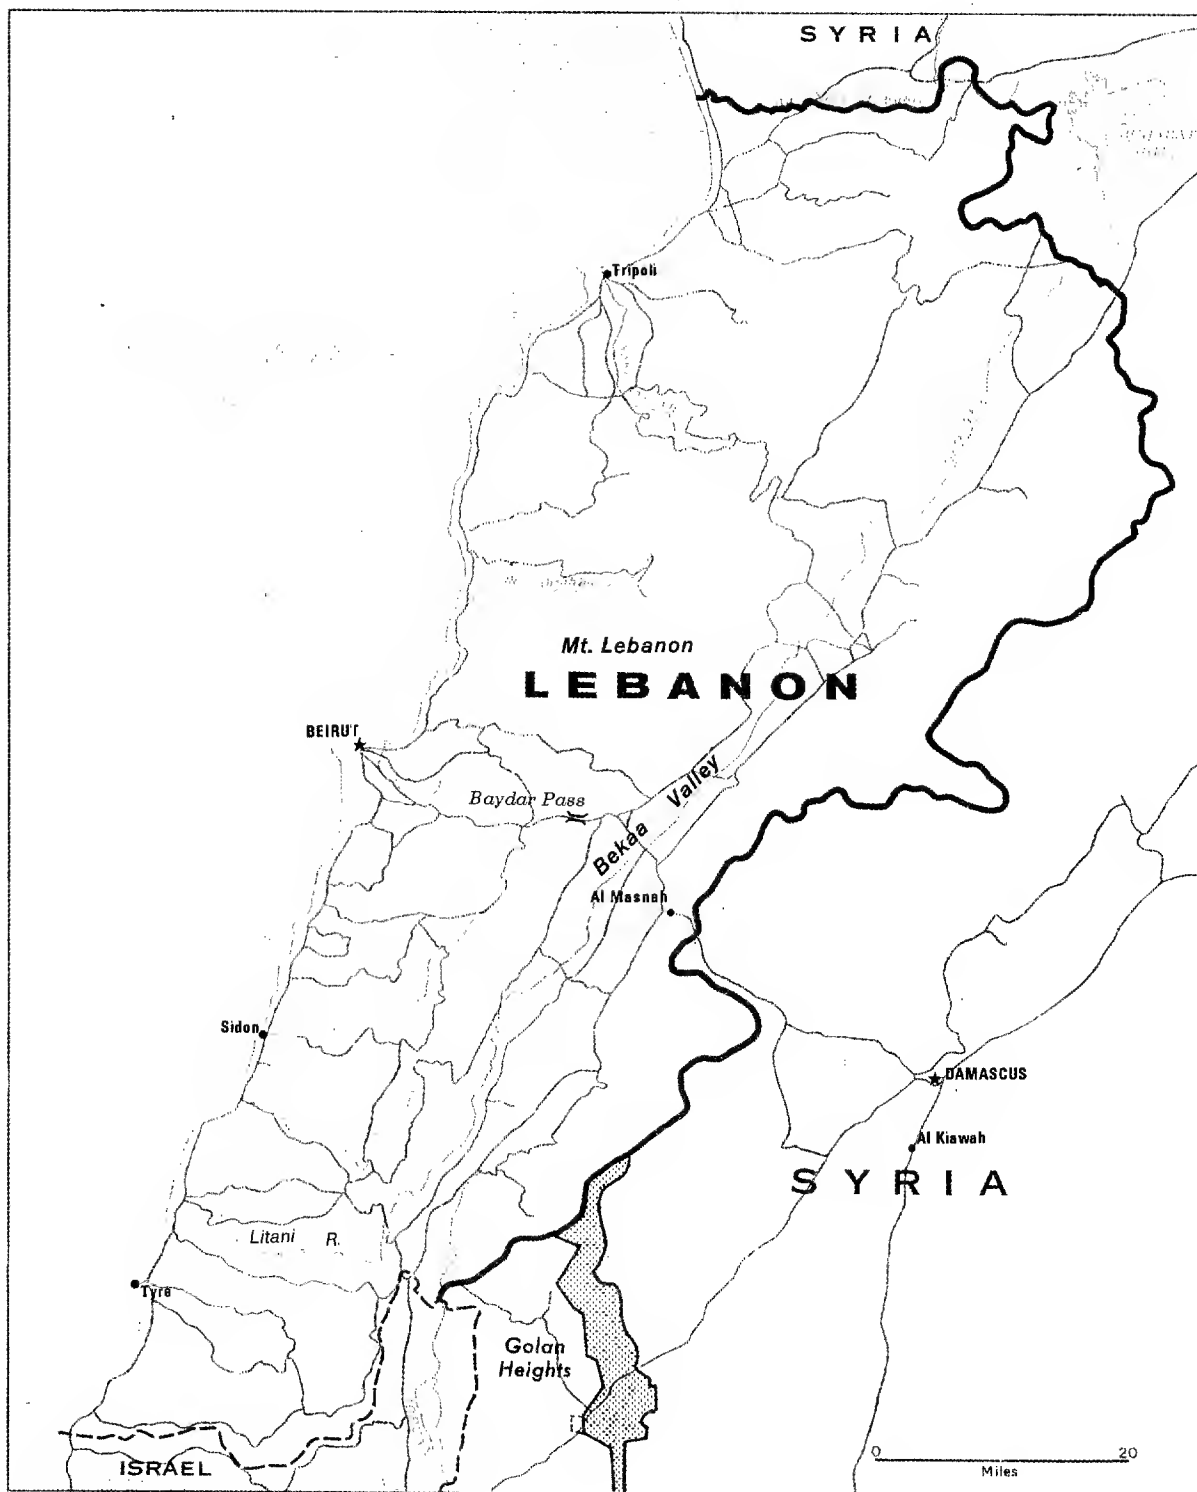 SYRIA
Tripoli
Mt. Lebanon
LEBANON
BEIRUT
Baydar Pass
Bekaa Valley
Al Masnah
Sidon
DAMASCUS
Al Kiawah
SYRIA
Litani R.
Tyre
Golan
Heights
ISRAEL
0 20
Miles